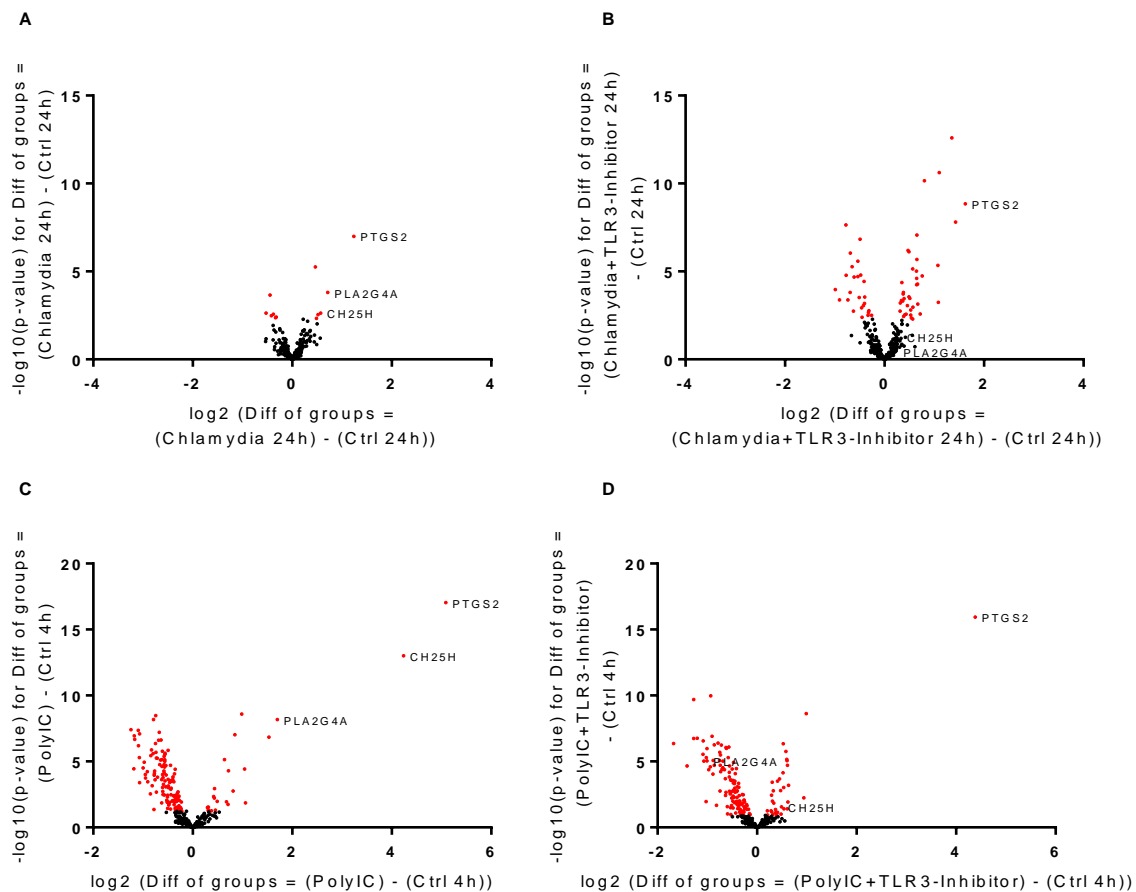 A
-log10(p-value) for Diff of groups =
(Chlamydia 24h) - (Ctrl 24h)
15
10
5
0
-4
-2
0
2
4
PTGS2
PLA2G4A
CH25H
log2 (Diff of groups =
(Chlamydia 24h) - (Ctrl 24h))
B
-log10(p-value) for Diff of groups =
(Chlamydia+TLR3-Inhibitor 24h)
- (Ctrl 24h)
15
10
5
0
-4
-2
0
2
4
PTGS2
CH25H
PLA2G4A
log2 (Diff of groups =
(Chlamydia+TLR3-Inhibitor 24h) - (Ctrl 24h))
C
-log10(p-value) for Diff of groups =
(PolyIC) - (Ctrl 4h)
20
15
10
5
0
-2
0
2
4
6
PTGS2
CH25H
PLA2G4A
log2 (Diff of groups = (PolyIC) - (Ctrl 4h))
D
-log10(p-value) for Diff of groups =
(PolyIC+TLR3-Inhibitor)
- (Ctrl 4h)
20
15
10
5
0
-2
0
2
4
6
PTGS2
PLA2G4A
CH25H
log2 (Diff of groups = (PolyIC+TLR3-Inhibitor) - (Ctrl 4h))